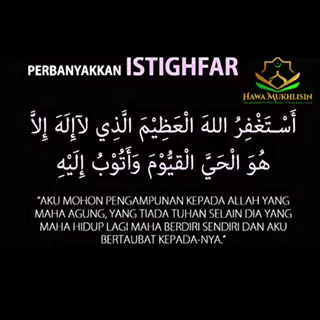 PERBANYAKKAN ISTIGHFAR
HAWA MUKHLISIN
أَسْتَغْفِرُ اللهَ الْعَظِيْمَ الَّذِي لَآإِلَهَ إِلاَّ
هُوَ الْحَيَّ الْقَيُّوْمَ وَأَتُوْبُ إِلَيْهِ
“AKU MOHON PENGAMPUNAN KEPADA ALLAH YANG
MAHA AGUNG, YANG TIADA TUHAN SELAIN DIA YANG
MAHA HIDUP LAGI MAHA BERDIRI SENDIRI DAN AKU
BERTAUBAT KEPADA-NYA.”